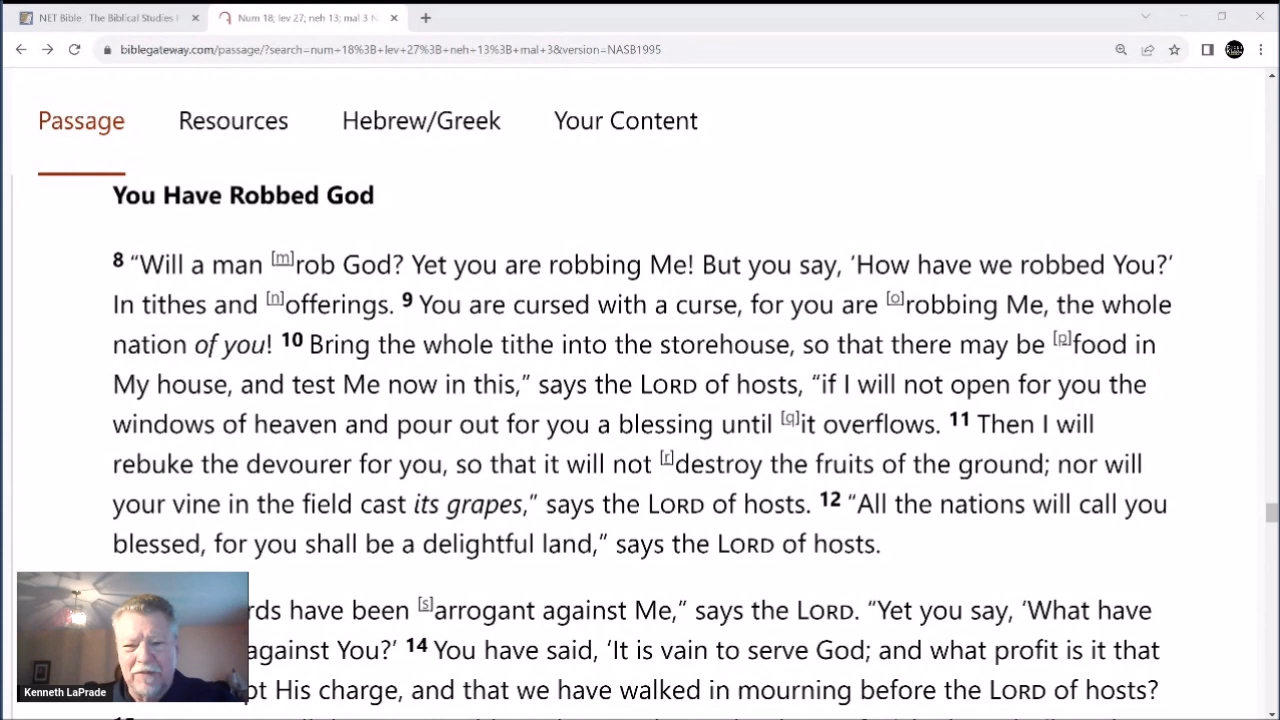 NET Bible : The Biblical Studies
Num 18; lev 27; neh 13; mal 3 N
biblegateway.com/passage/?search=num+18%3B+lev+27%3B+neh+13%3B+mal+3&version=NASB1995
Passage Resources Hebrew/Greek Your Content
You Have Robbed God
8 “Will a man [m]rob God? Yet you are robbing Me! But you say, ‘How have we robbed You?’
In tithes and [n]offerings. 9 You are cursed with a curse, for you are [o]robbing Me, the whole
nation of you! 10 Bring the whole tithe into the storehouse, so that there may be [p]food in
My house, and test Me now in this,” says the LORD of hosts, “if I will not open for you the
windows of heaven and pour out for you a blessing until [q]it overflows. 11 Then I will
rebuke the devourer for you, so that it will not [r]destroy the fruits of the ground; nor will
your vine in the field cast its grapes,” says the LORD of hosts. 12 “All the nations will call you
blessed, for you shall be a delightful land,” says the LORD of hosts.
rds have been [s]arrogant against Me,” says the LORD. “Yet you say, ‘What have
against You?’ 14 You have said, ‘It is vain to serve God; and what profit is it that
pt His charge, and that we have walked in mourning before the LORD of hosts?
Kenneth LaPrade